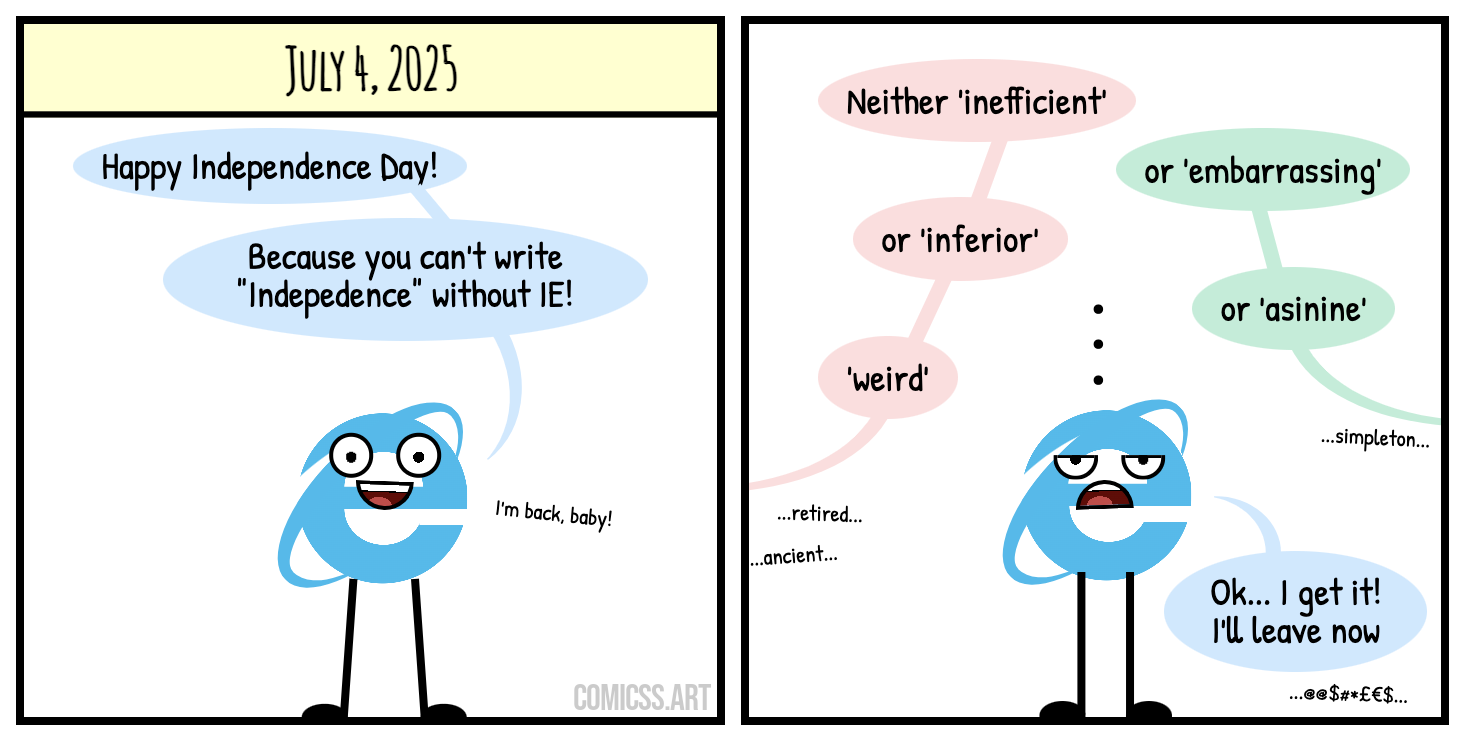 July 4, 2025
Happy Independence Day!
Because you can't write
"Indepedence" without IE!
I'm back, baby!
COMICSS.ART
Neither 'inefficient'
or 'inferior'
'weird'
or 'embarrassing'
or 'asinine'
...simpleton...
...retired...
...ancient...
Ok... I get it!
I'll leave now
...@@$#*£€$...